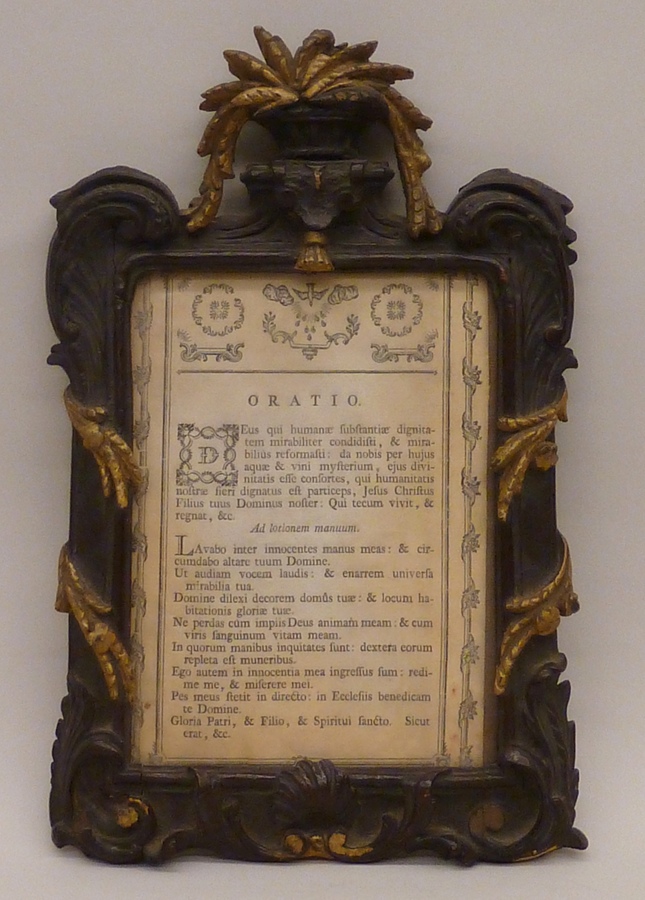 ORATIO.
DEus qui humanæ ſubſtantiæ dignita-
tem mirabiliter condidiſti, & mira-
biliùs reformaſti: da nobis per hujus
aquæ & vini myſterium, ejus divi-
nitatis eſſe conſortes, qui humanitatis
noſtræ fieri dignatus eſt particeps, Jeſus Chriſtus
Filius tuus Dominus noſter: Qui tecum vivit, &
regnat, &c.
Ad lotionem manuum.
LAvabo inter innocentes manus meas: & cir-
cumdabo altare tuum Domine.
Ut audiam vocem laudis: & enarrem univerſa
mirabilia tua.
Domine dilexi decorem domûs tuæ: & locum ha-
bitationis gloriæ tuæ.
Ne perdas cum impiis Deus animam meam: & cum
viris ſanguinum vitam meam.
In quorum manibus iniquitates ſunt: dextera eorum
repleta eſt muneribus.
Ego autem in innocentia mea ingreſſus ſum: redi-
me me, & miſerere mei.
Pes meus ſtetit in directo: in Eccleſiis benedicam
te Domine.
Gloria Patri, & Filio, & Spiritui ſancto. Sicut
erat, &c.